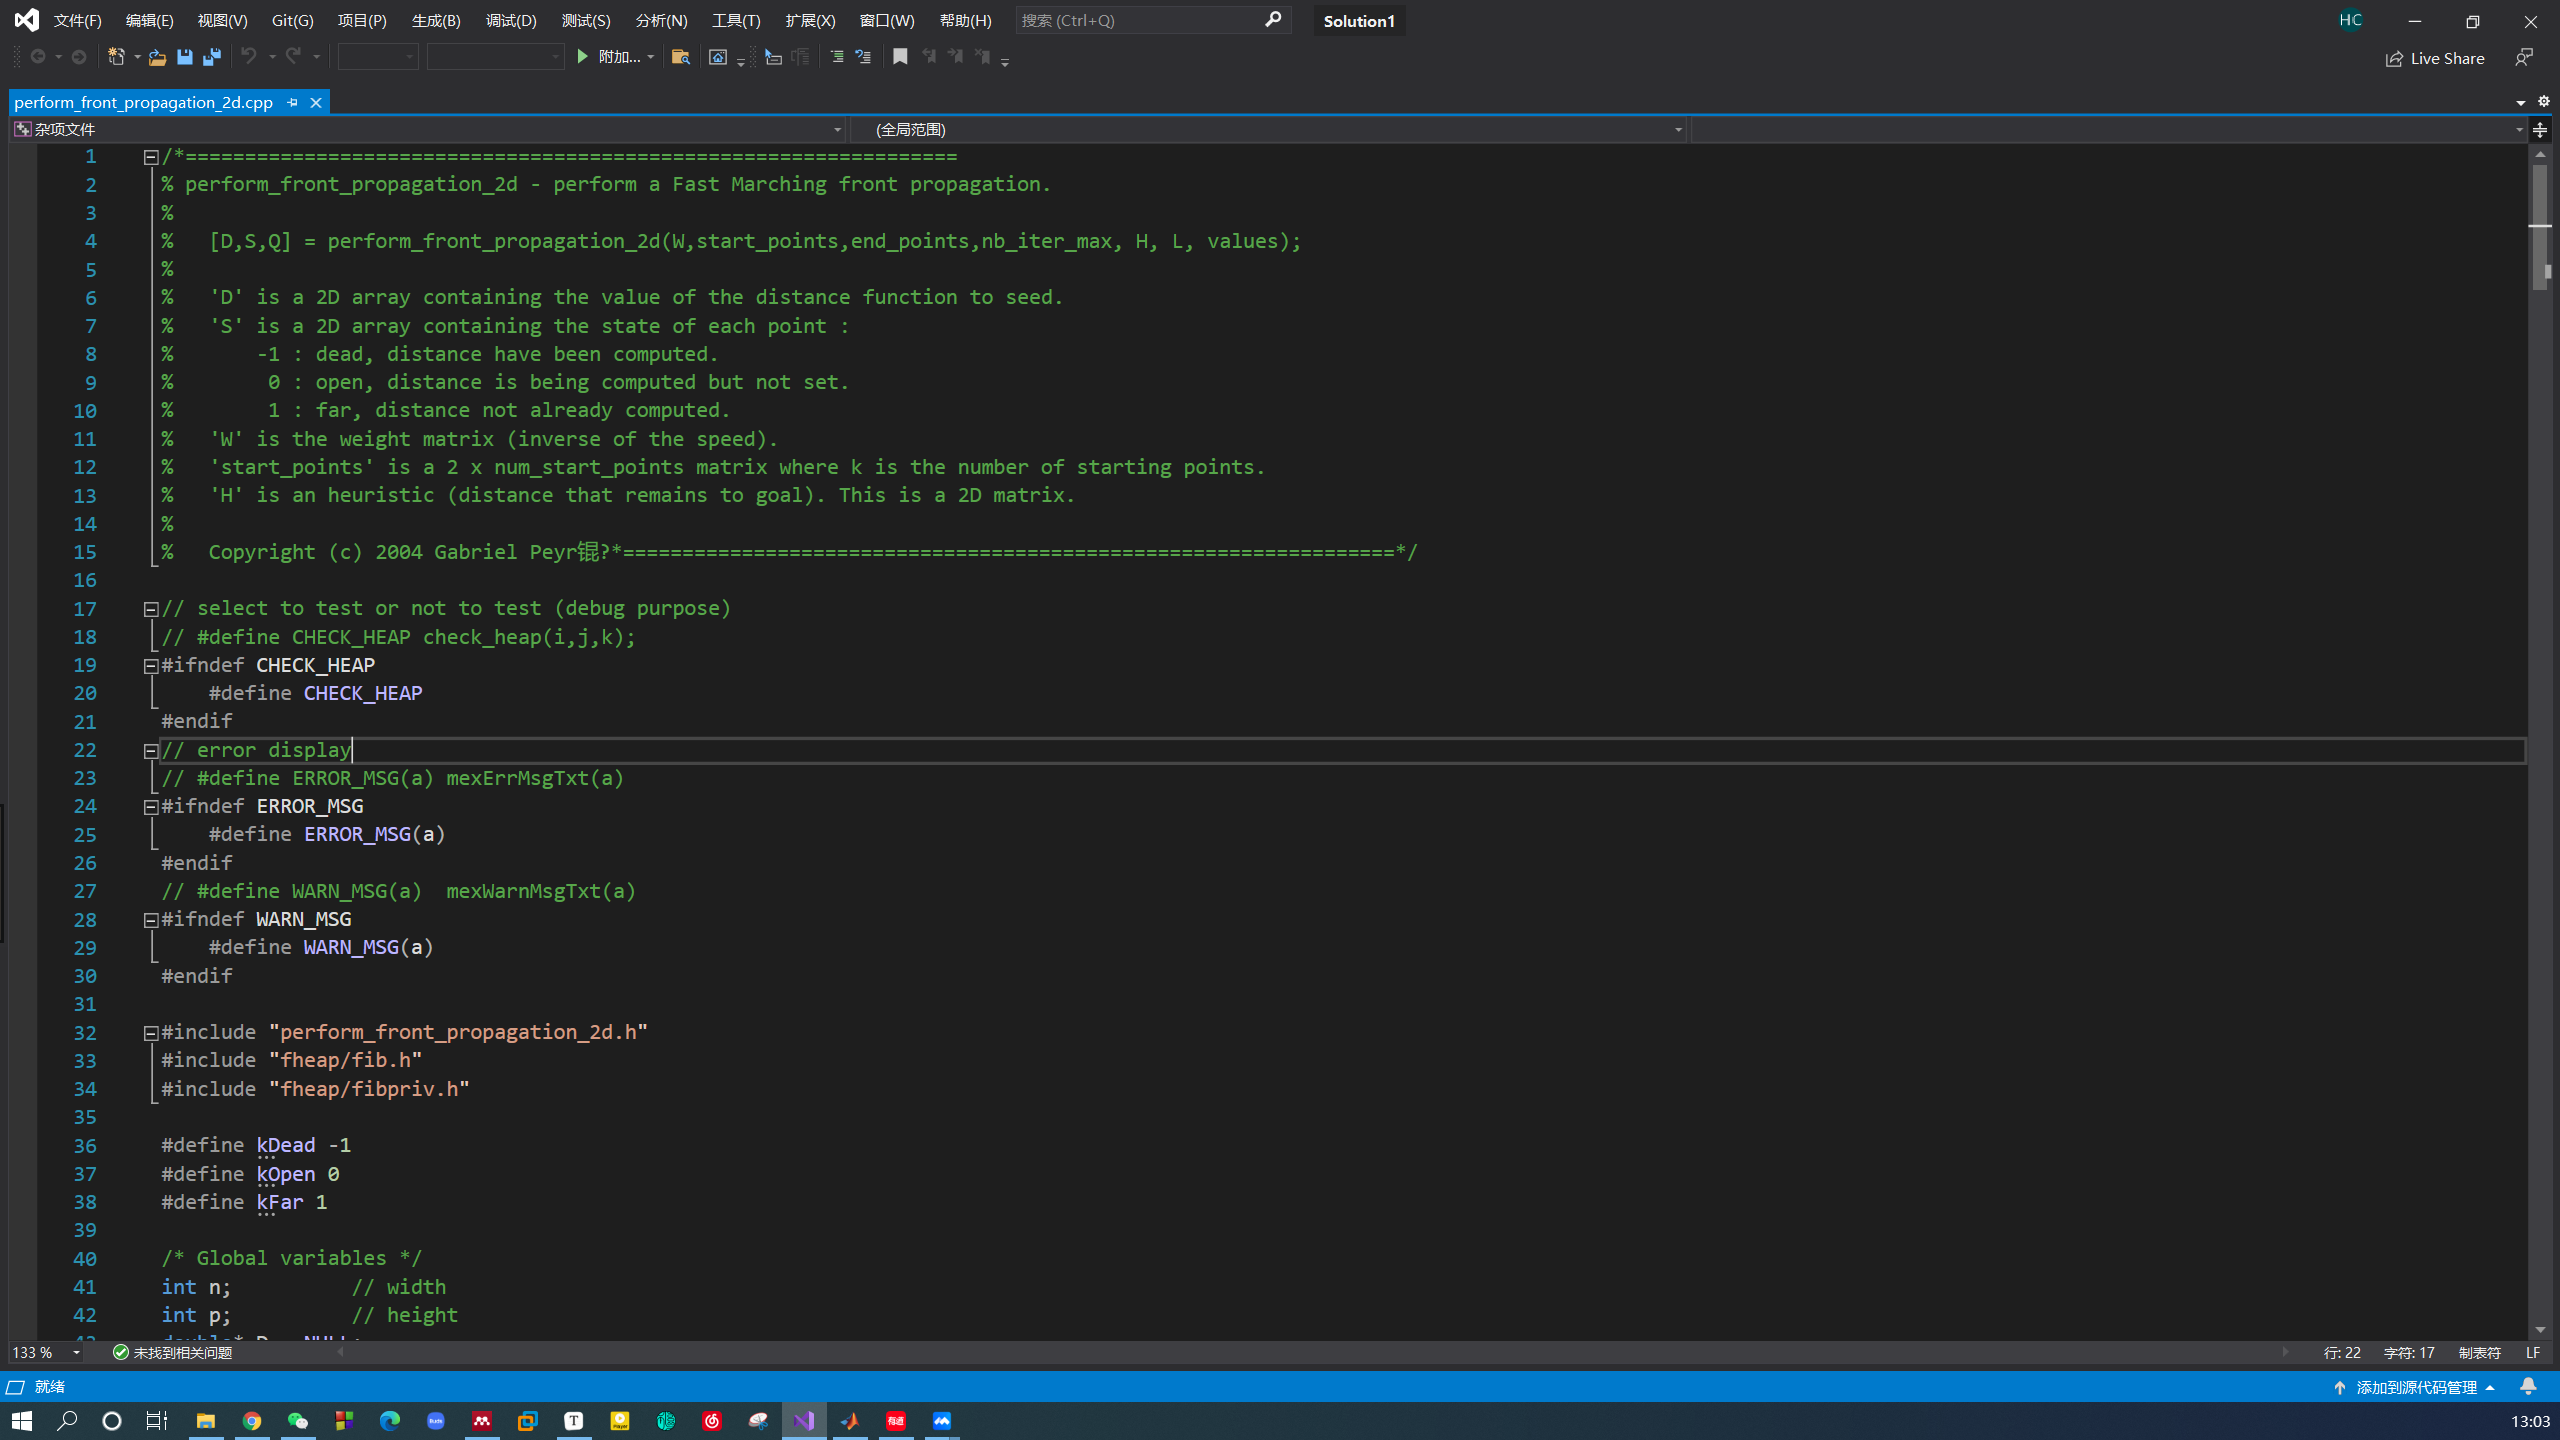 文件(F) 编辑(E) 视图(V) Git(G) 项目(P) 生成(B) 调试(D) 测试(S) 分析(N) 工具(T) 扩展(X) 窗口(W) 帮助(H) 搜索 (Ctrl+Q) Solution1 HC
附加... Live Share
perform_front_propagation_2d.cpp
杂项文件 (全局范围)
1 /*=================================================================
2 % perform_front_propagation_2d - perform a Fast Marching front propagation.
3 %
4 %   [D,S,Q] = perform_front_propagation_2d(W,start_points,end_points,nb_iter_max, H, L, values);
5 %
6 %   'D' is a 2D array containing the value of the distance function to seed.
7 %   'S' is a 2D array containing the state of each point :
8 %       -1 : dead, distance have been computed.
9 %        0 : open, distance is being computed but not set.
10 %        1 : far, distance not already computed.
11 %   'W' is the weight matrix (inverse of the speed).
12 %   'start_points' is a 2 x num_start_points matrix where k is the number of starting points.
13 %   'H' is an heuristic (distance that remains to goal). This is a 2D matrix.
14 %
15 %   Copyright (c) 2004 Gabriel Peyr锟?*=================================================================*/
16
17 // select to test or not to test (debug purpose)
18 // #define CHECK_HEAP check_heap(i,j,k);
19 #ifndef CHECK_HEAP
20     #define CHECK_HEAP
21 #endif
22 // error display
23 // #define ERROR_MSG(a) mexErrMsgTxt(a)
24 #ifndef ERROR_MSG
25     #define ERROR_MSG(a)
26 #endif
27 // #define WARN_MSG(a)  mexWarnMsgTxt(a)
28 #ifndef WARN_MSG
29     #define WARN_MSG(a)
30 #endif
31
32 #include "perform_front_propagation_2d.h"
33 #include "fheap/fib.h"
34 #include "fheap/fibpriv.h"
35
36 #define kDead -1
37 #define kOpen 0
38 #define kFar 1
39
40 /* Global variables */
41 int n;          // width
42 int p;          // height
133 % 未找到相关问题 行: 22 字符: 17 制表符 LF
就绪 添加到源代码管理
13:03